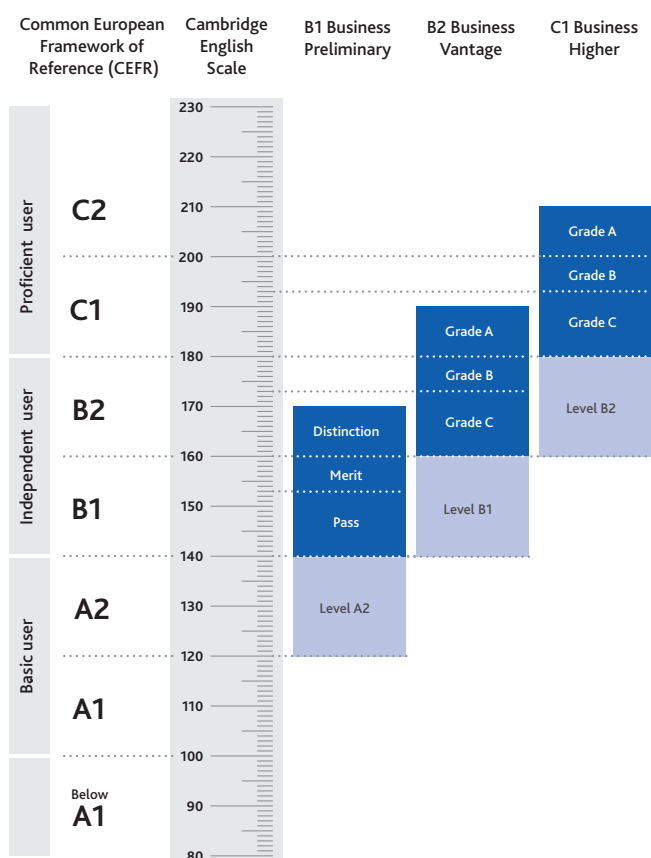 Common European
Framework of
Reference (CEFR)
Cambridge
English
Scale
B1 Business
Preliminary
B2 Business
Vantage
C1 Business
Higher
Proficient user
Independent user
Basic user
C2
C1
B2
B1
A2
A1
Below
A1
230
220
210
200
190
180
170
160
150
140
130
120
110
100
90
80
Distinction
Merit
Pass
Level A2
Grade A
Grade B
Grade C
Level B1
Grade A
Grade B
Grade C
Level B2